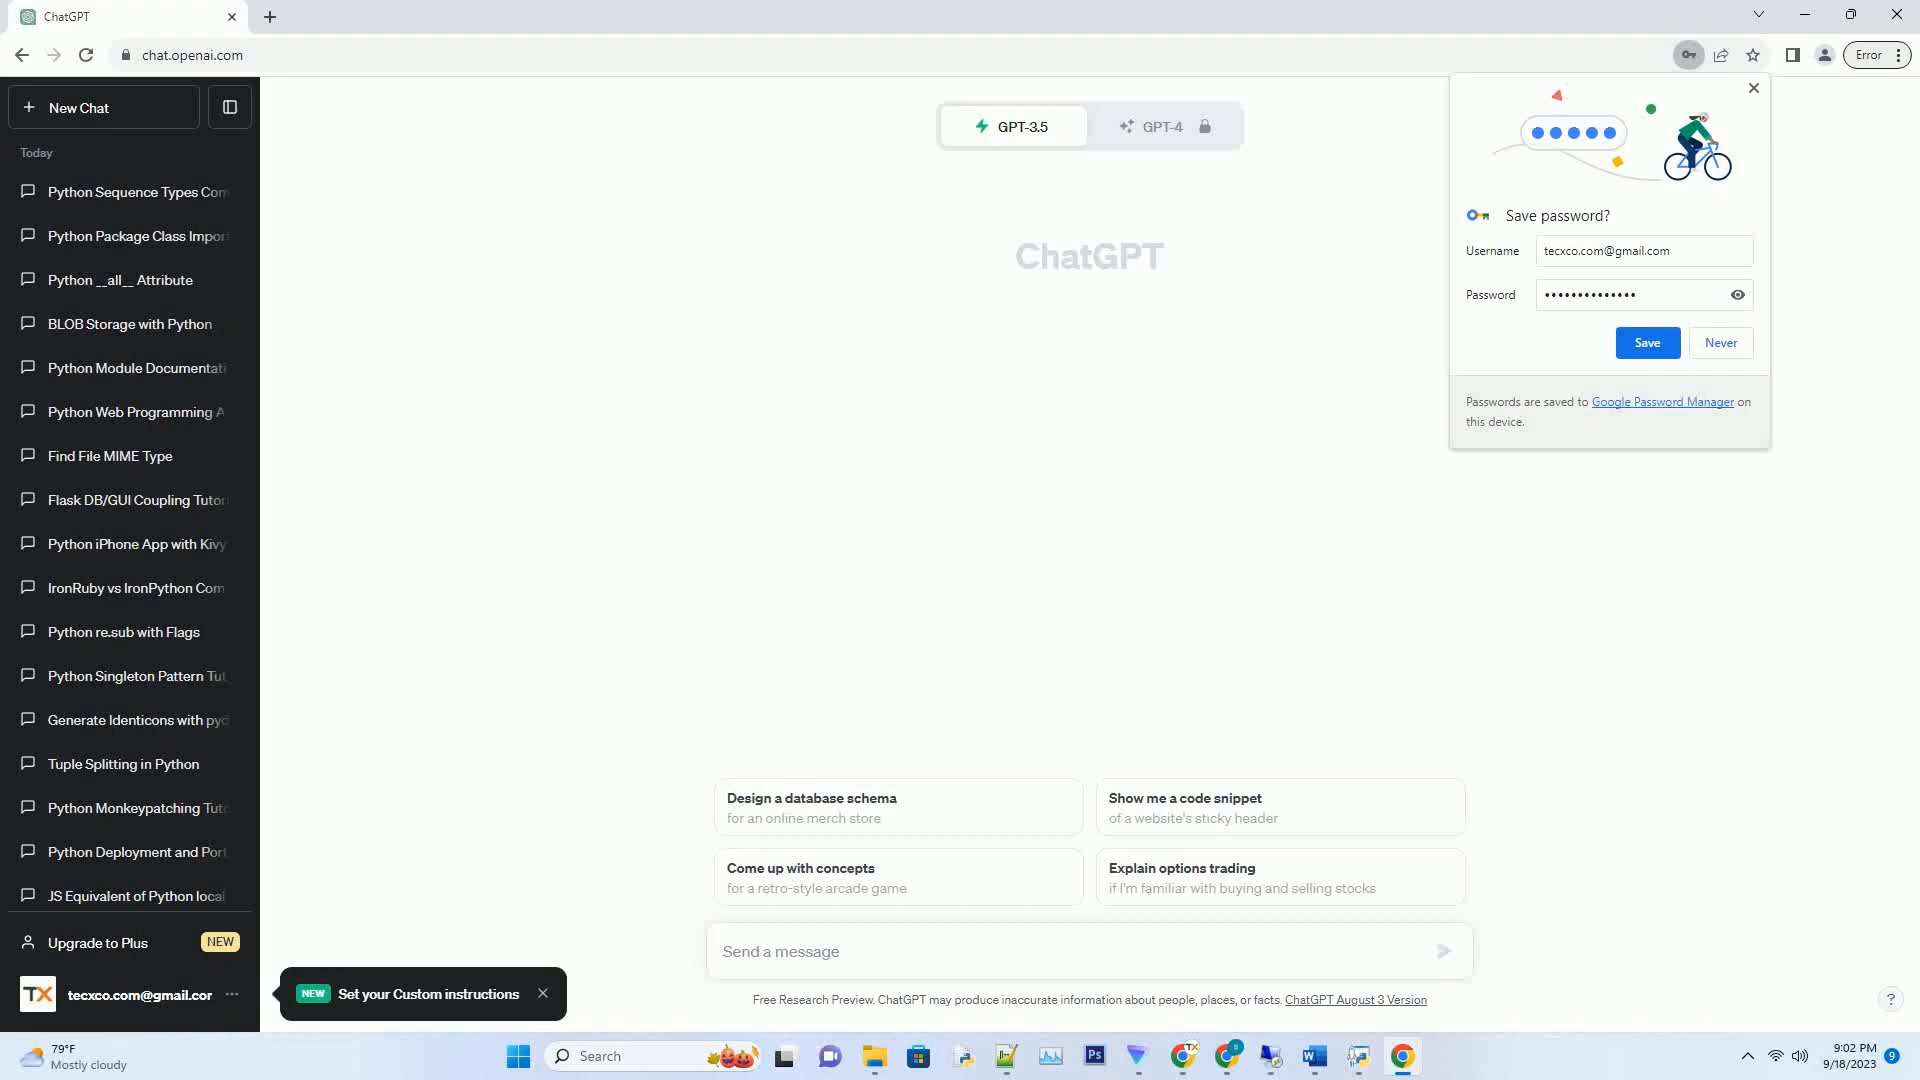 ChatGPT
chat.openai.com
Error
New Chat
Today
Python Sequence Types Com
Python Package Class Impor
Python __all__ Attribute
BLOB Storage with Python
Python Module Documentati
Python Web Programming A
Find File MIME Type
Flask DB/GUI Coupling Tutor
Python iPhone App with Kivy
IronRuby vs IronPython Com
Python re.sub with Flags
Python Singleton Pattern Tut
Generate Identicons with pyd
Tuple Splitting in Python
Python Monkeypatching Tuto
Python Deployment and Port
JS Equivalent of Python local
Upgrade to Plus NEW
TX tecxco.com@gmail.cor
NEW Set your Custom instructions
GPT-3.5 GPT-4
ChatGPT
Save password?
Username tecxco.com@gmail.com
Password
Save Never
Passwords are saved to Google Password Manager on
this device.
Design a database schema
for an online merch store
Show me a code snippet
of a website's sticky header
Come up with concepts
for a retro-style arcade game
Explain options trading
if I'm familiar with buying and selling stocks
Send a message
Free Research Preview. ChatGPT may produce inaccurate information about people, places, or facts. ChatGPT August 3 Version
?
79°F
Mostly cloudy
Search
Ps
TX
S
9:02 PM
9/18/2023
9